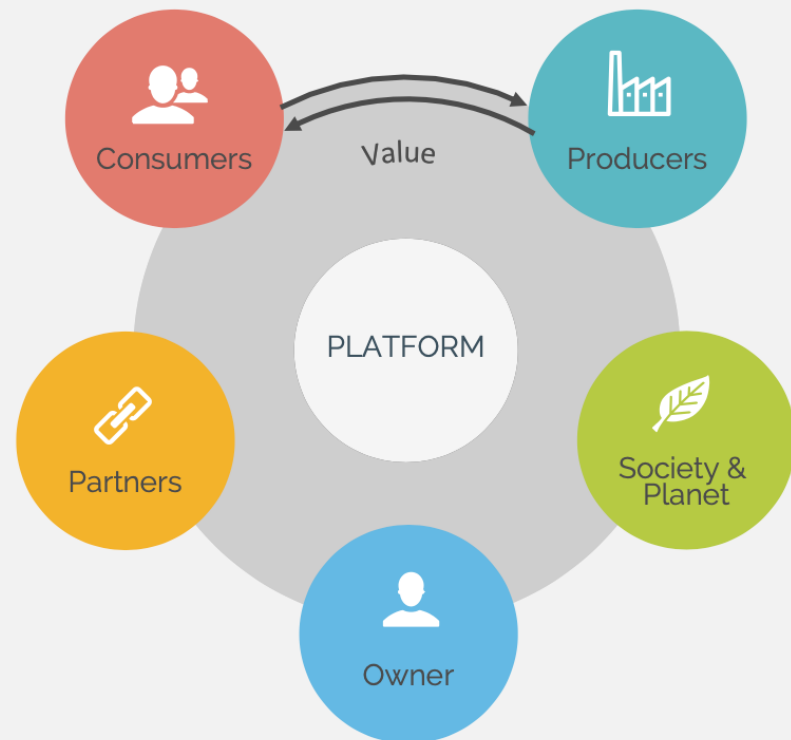 Consumers
Value
Producers
PLATFORM
Partners
Society &
Planet
Owner